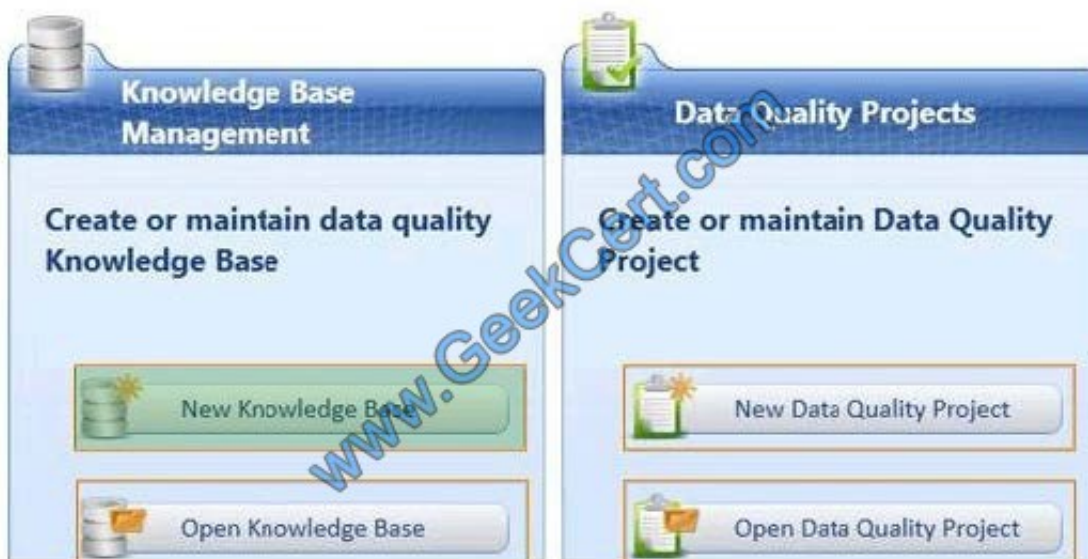 Knowledge Base
Management
Data Quality Projects
Create or maintain data quality
Knowledge Base
Create or maintain Data Quality
Project
New Knowledge Base
New Data Quality Project
Open Knowledge Base
Open Data Quality Project
www.GeekCert.com